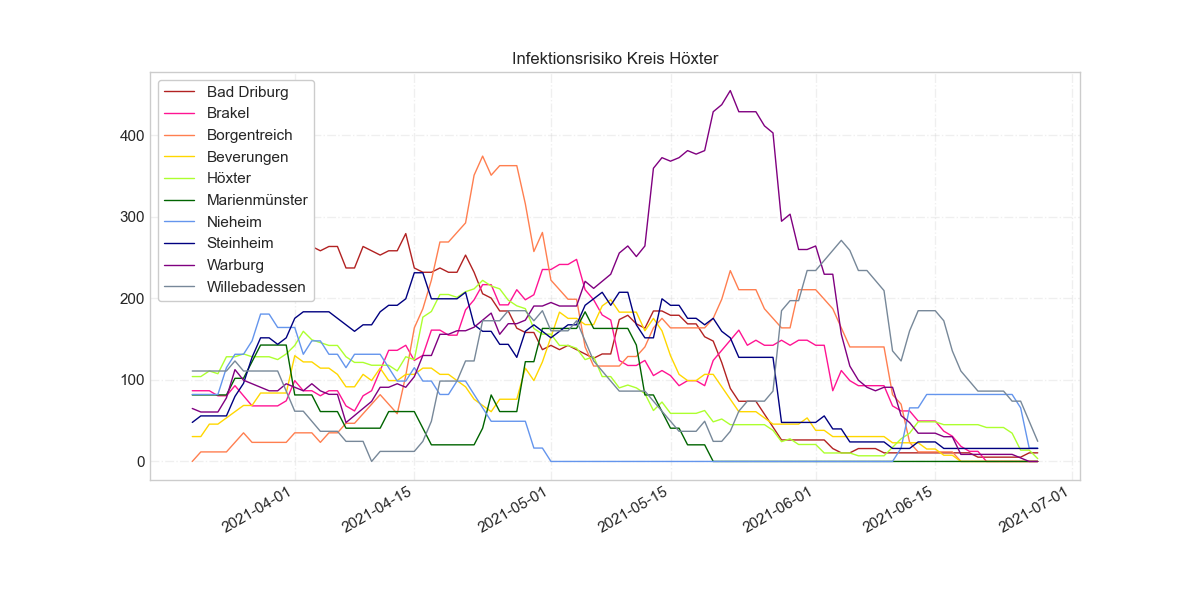 Infektionsrisiko Kreis Höxter
Bad Driburg
Brakel
Borgentreich
Beverungen
Höxter
Marienmünster
Nieheim
Steinheim
Warburg
Willebadessen
400
300
200
100
0
2021-04-01
2021-04-15
2021-05-01
2021-05-15
2021-06-01
2021-06-15
2021-07-01